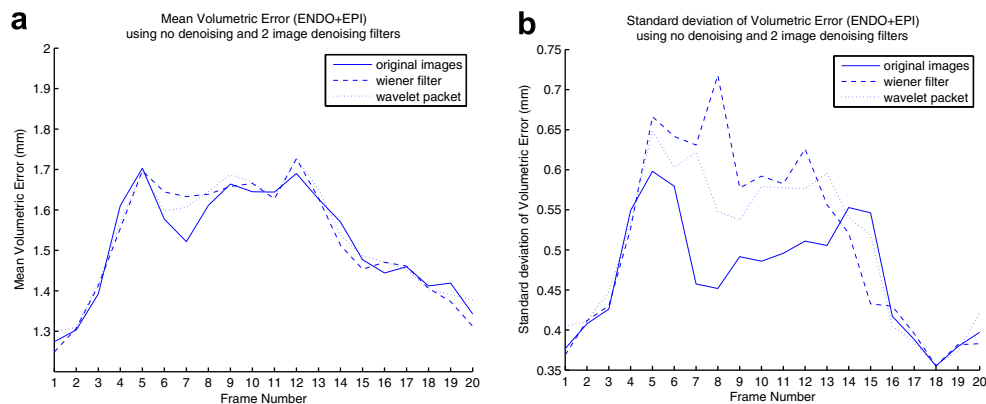 a
Mean Volumetric Error (ENDO+EPI)
using no denoising and 2 image denoising filters
2
1.9
1.8
1.7
1.6
1.5
1.4
1.3
Mean Volumetric Error (mm)
original images
wiener filter
wavelet packet
1 2 3 4 5 6 7 8 9 10 11 12 13 14 15 16 17 18 19 20
Frame Number
b
Standard deviation of Volumetric Error (ENDO+EPI)
using no denoising and 2 image denoising filters
0.75
0.7
0.65
0.6
0.55
0.5
0.45
0.4
0.35
Standard deviation of Volumetric Error (mm)
original images
wiener filter
wavelet packet
1 2 3 4 5 6 7 8 9 10 11 12 13 14 15 16 17 18 19 20
Frame Number